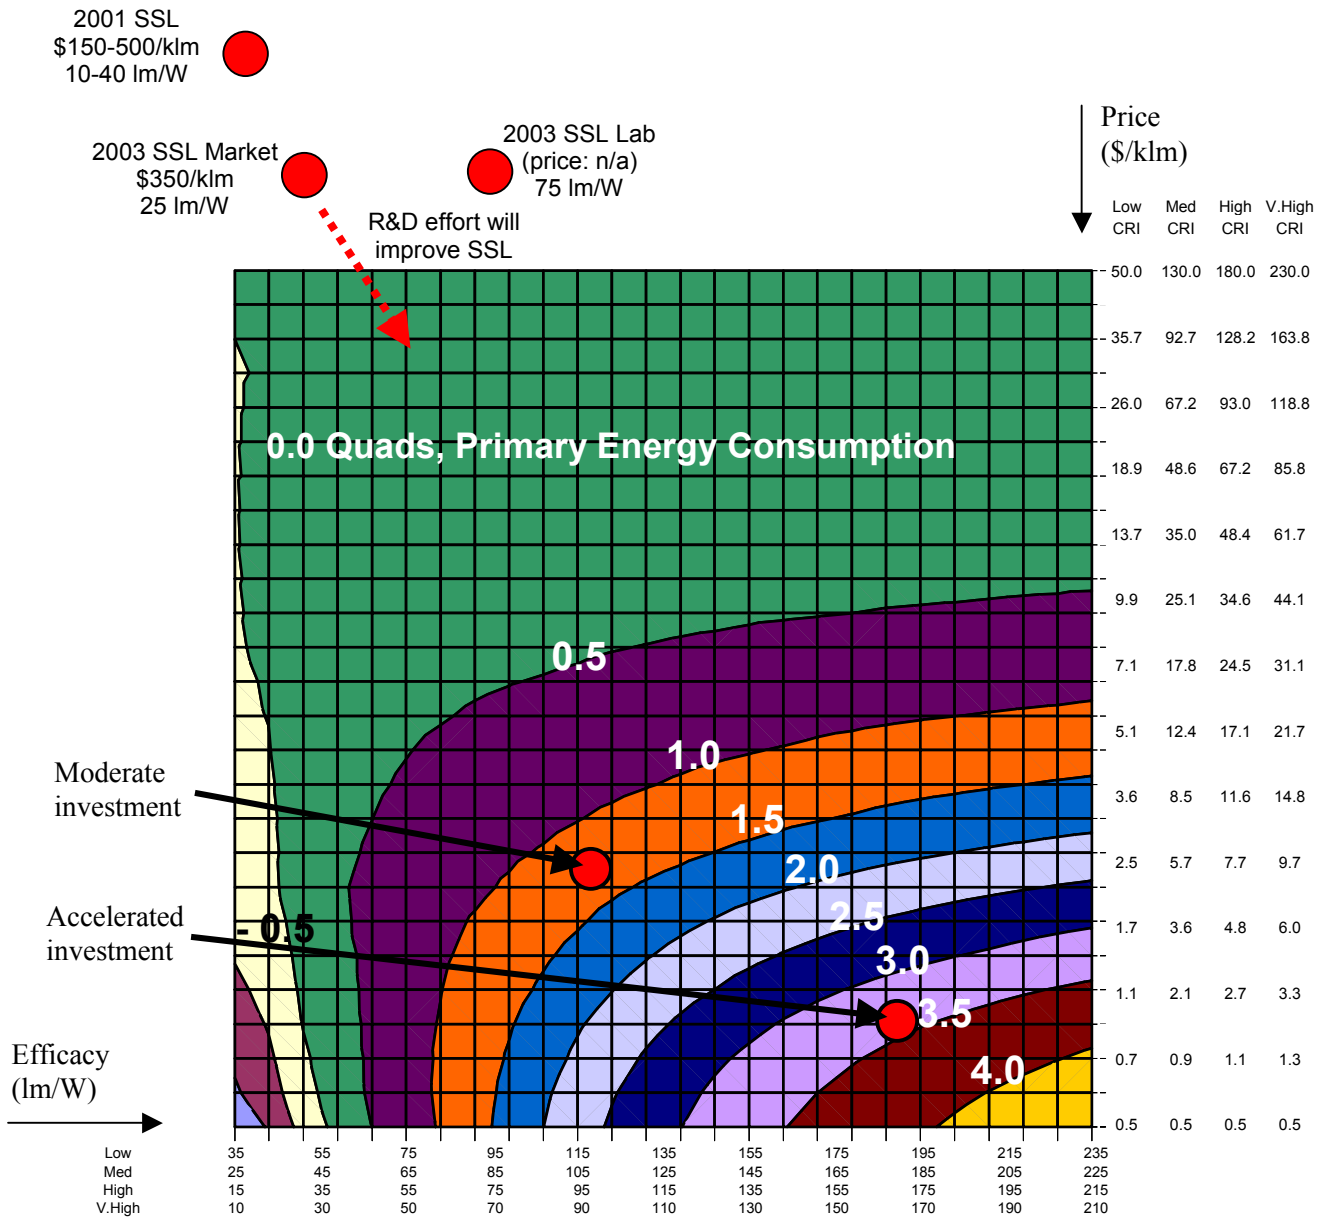 2001 SSL
$150-500/klm
10-40 lm/W
2003 SSL Market
$350/klm
25 lm/W
2003 SSL Lab
(price: n/a)
75 lm/W
R&D effort will
improve SSL
Price
($/klm)
Low Med High V.High
CRI CRI CRI CRI
50.0 130.0 180.0 230.0
35.7 92.7 128.2 163.8
26.0 67.2 93.0 118.8
0.0 Quads, Primary Energy Consumption
18.9 48.6 67.2 85.8
13.7 35.0 48.4 61.7
9.9 25.1 34.6 44.1
0.5
7.1 17.8 24.5 31.1
5.1 12.4 17.1 21.7
1.0
Moderate
investment
3.6 8.5 11.6 14.8
1.5
2.5 5.7 7.7 9.7
2.0
Accelerated
investment
- 0.5
2.5
1.7 3.6 4.8 6.0
3.0
1.1 2.1 2.7 3.3
3.5
Efficacy
(lm/W)
0.7 0.9 1.1 1.3
4.0
0.5 0.5 0.5 0.5
Low 35 55 75 95 115 135 155 175 195 215 235
Med 25 45 65 85 105 125 145 165 185 205 225
High 15 35 55 75 95 115 135 155 175 195 215
V.High 10 30 50 70 90 110 130 150 170 190 210